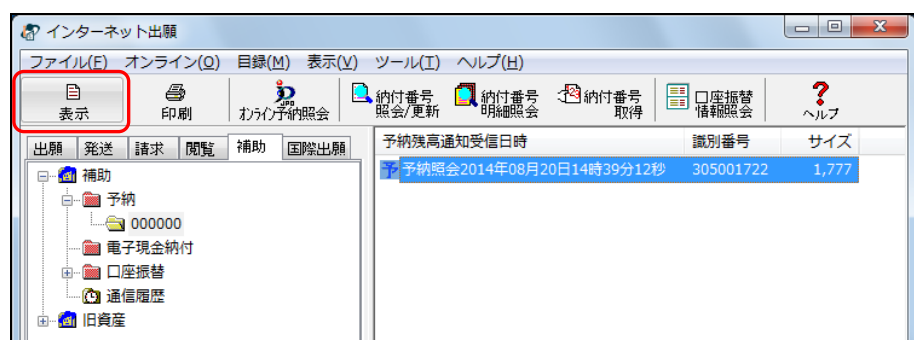 インターネット出願
ファイル(F) オンライン(O) 目録(M) 表示(V) ツール(T) ヘルプ(H)
表示 印刷 オンライン予納照会 納付番号照会/更新 納付番号明細照会 納付番号取得 口座振替情報照会 ヘルプ
出願 発送 請求 閲覧 補助 国際出願
予納残高通知受信日時 識別番号 サイズ
予 予納照会2014年08月20日14時39分12秒 305001722 1,777
補助
予納
000000
電子現金納付
口座振替
通信履歴
旧資産